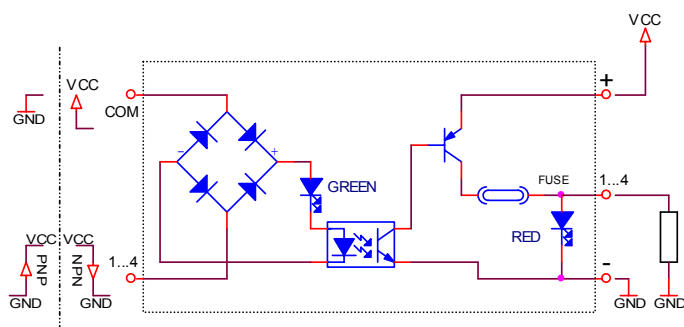 VCC
+
VCC
GND
COM
-
+
GREEN
FUSE
1...4
RED
VCC
VCC
PNP
NPN
1...4
-
GND
GND
GND
GND